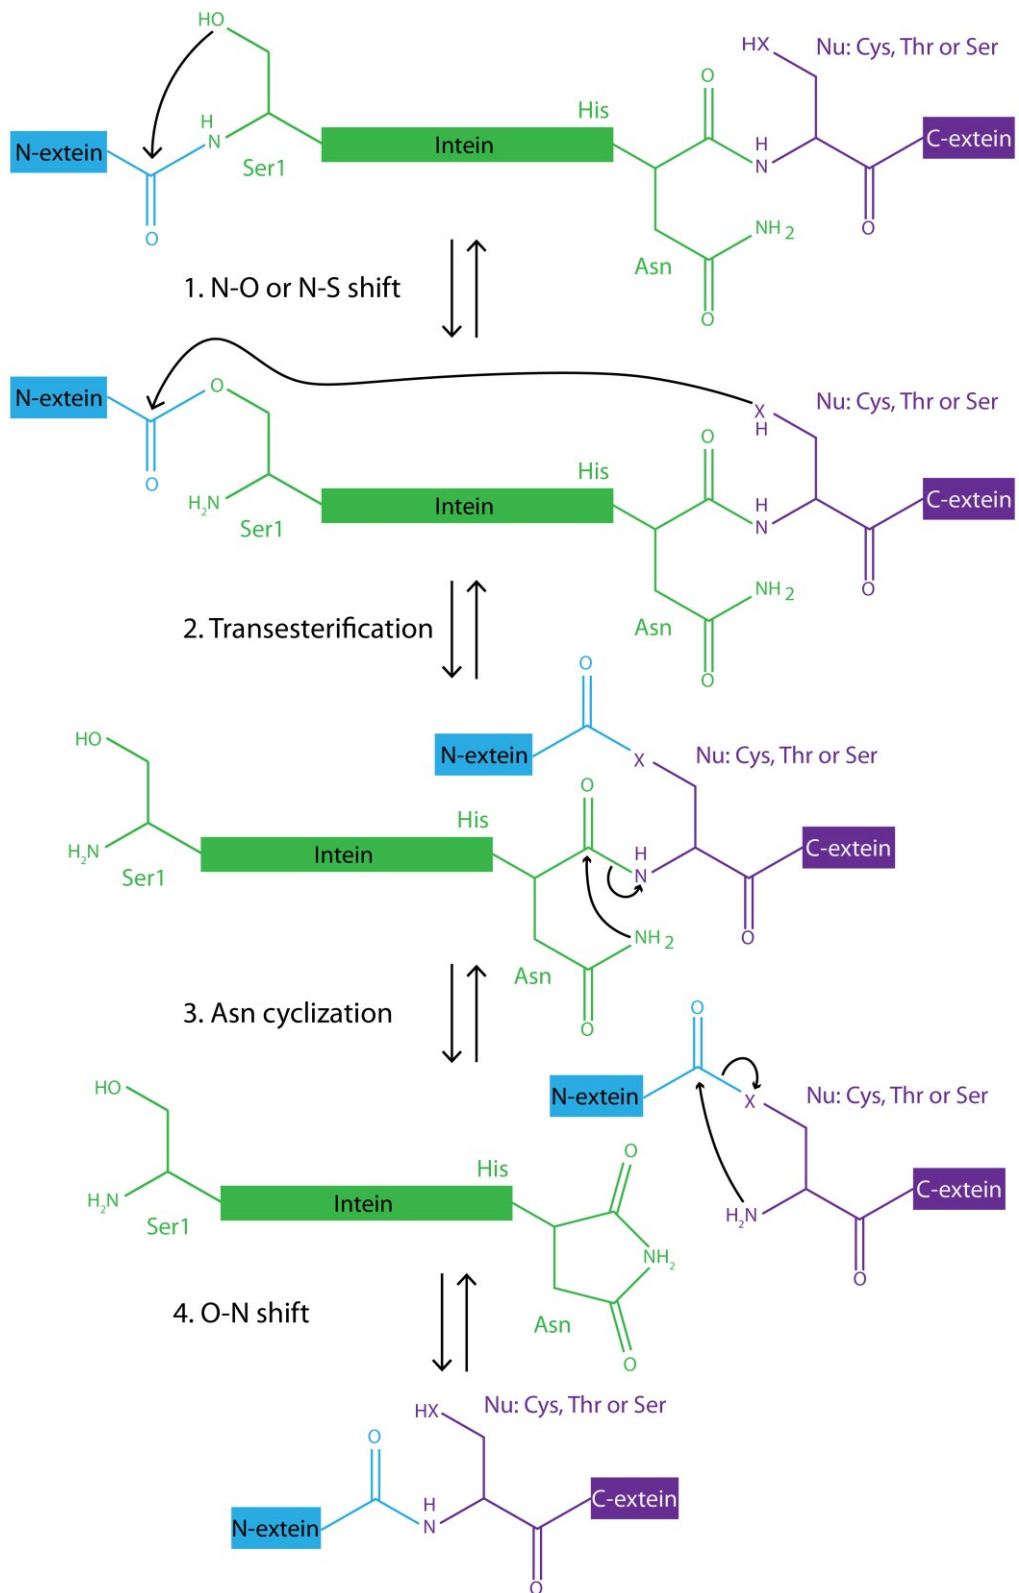 HO
HX Nu: Cys, Thr or Ser
O
H
N
His
N-extein Intein C-extein
Ser1
H
N
O
NH2
O
Asn
O
1. N-O or N-S shift
N-extein O
X
H
Nu: Cys, Thr or Ser
O
His
O
H2N
Intein
H
N
C-extein
Ser1
NH2
O
2. Transesterification
Asn
O
O
HO
N-extein X Nu: Cys, Thr or Ser
O
His
H2N
Intein
H
N
C-extein
Ser1
NH2
O
Asn
3. Asn cyclization
O
O
HO
N-extein X Nu: Cys, Thr or Ser
O
His
H2N
Intein
H2N
C-extein
Ser1
NH2
O
4. O-N shift
Asn
O
HX Nu: Cys, Thr or Ser
O
N-extein
H
N
C-extein
O